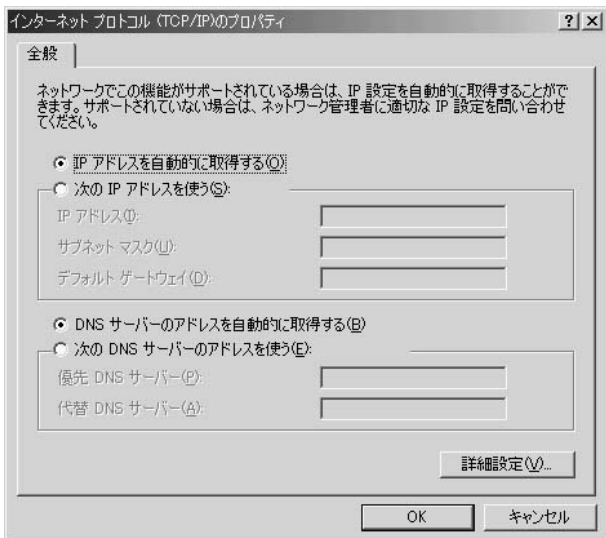 インターネット プロトコル (TCP/IP)のプロパティ
全般
ネットワークでこの機能がサポートされている場合は、IP 設定を自動的に取得することがで
きます。サポートされていない場合は、ネットワーク管理者に適切な IP 設定を問い合わせ
てください。
IP アドレスを自動的に取得する(O)
次の IP アドレスを使う(S):
IP アドレス(I):
サブネット マスク(U):
デフォルト ゲートウェイ(D):
DNS サーバーのアドレスを自動的に取得する(B)
次の DNS サーバーのアドレスを使う(E):
優先 DNS サーバー(P):
代替 DNS サーバー(A):
詳細設定(V)...
OK
キャンセル